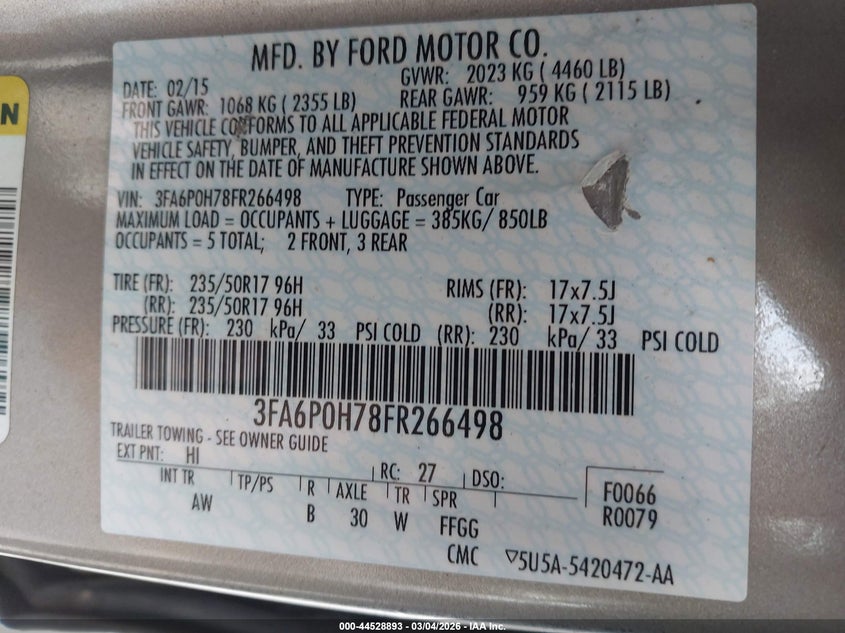 N
MFD. BY FORD MOTOR CO.
DATE: 02/15 GVWR: 2023 KG ( 4460 LB)
FRONT GAWR: 1068 KG ( 2355 LB) REAR GAWR: 959 KG ( 2115 LB)
THIS VEHICLE CONFORMS TO ALL APPLICABLE FEDERAL MOTOR
VEHICLE SAFETY, BUMPER, AND THEFT PREVENTION STANDARDS
IN EFFECT ON THE DATE OF MANUFACTURE SHOWN ABOVE.
VIN: 3FA6P0H78FR266498 TYPE: Passenger Car
MAXIMUM LOAD = OCCUPANTS + LUGGAGE = 385KG/ 850LB
OCCUPANTS = 5 TOTAL; 2 FRONT, 3 REAR
TIRE (FR): 235/50R17 96H RIMS (FR): 17x7.5J
(RR): 235/50R17 96H (RR): 17x7.5J
PRESSURE (FR): 230 kPa/ 33 PSI COLD (RR): 230 kPa/ 33 PSI COLD
3FA6P0H78FR266498
TRAILER TOWING - SEE OWNER GUIDE
EXT PNT: HI RC: 27 DSO:
INT TR TP/PS R AXLE TR SPR F0066
AW B 30 W FFGG R0079
CMC ▽5U5A-5420472-AA
000-44528893 - 03/04/2026 - IAA Inc.